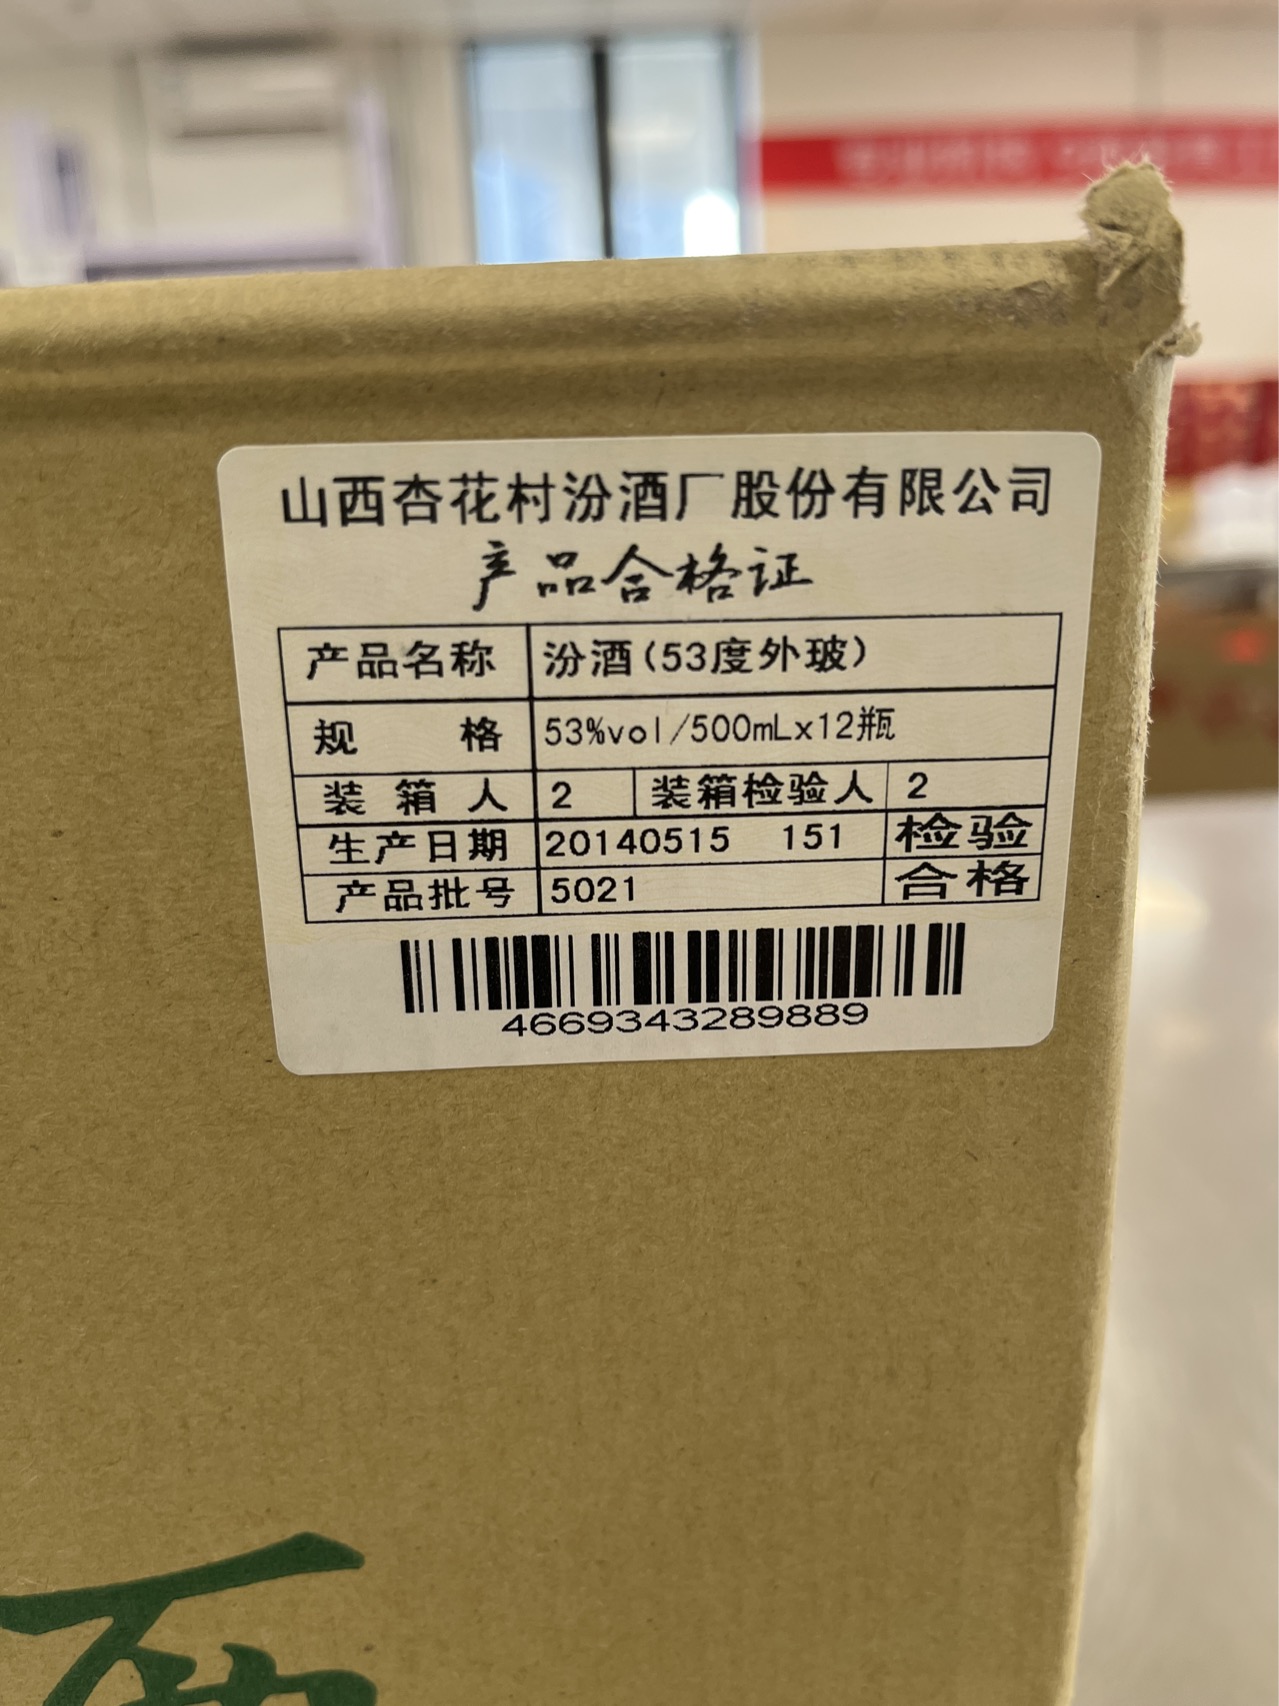 山西杏花村汾酒厂股份有限公司
产品合格证
产品名称 汾酒(53度外玻)
规 格 53%vol/500mLx12瓶
装 箱 人 2 装箱检验人 2
生产日期 20140515 151 检验
产品批号 5021 合格
4669343289889